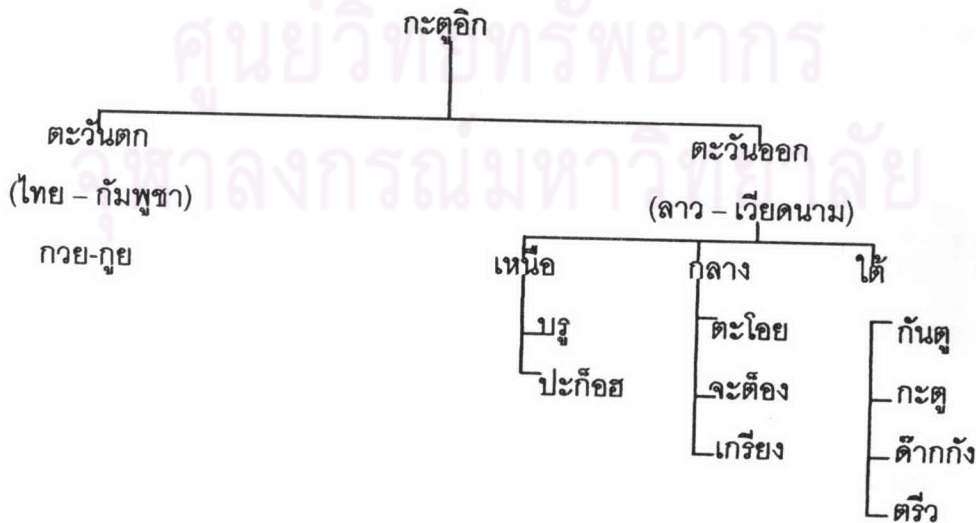 กะตูอิก
ศูนย์วิทยทรัพยากร
ตะวันตก
ตะวันออก
จุฬาลงกรณ์มหาวิทยาลัย
(ไทย – กัมพูชา)
(ลาว – เวียดนาม)
กวย-กูย
เหนือ
กลาง
ใต้
บรู
ตะโอย
กันตู
ปะก็อฮ
จะต็อง
กะตู
เกรียง
ด๊ากกัง
ตรีว